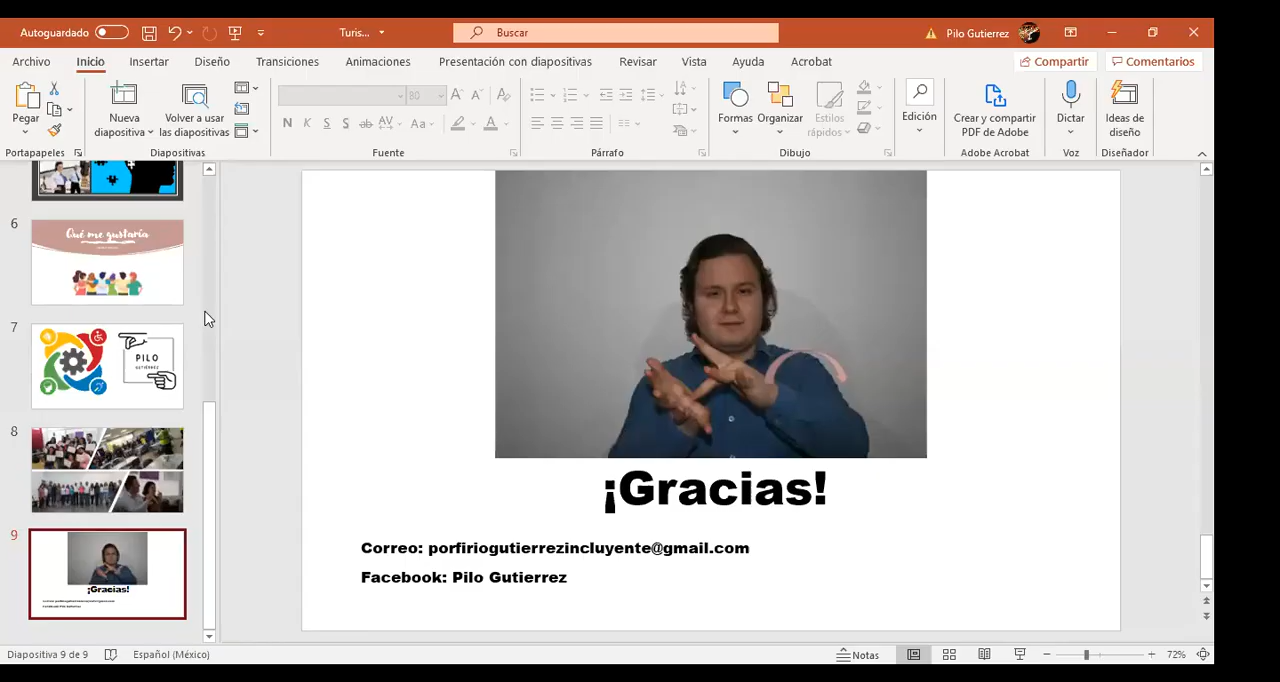 Autoguardado
Turis...
Buscar
Pilo Gutierrez
Archivo
Inicio
Insertar
Diseño
Transiciones
Animaciones
Presentación con diapositivas
Revisar
Vista
Ayuda
Acrobat
Compartir
Comentarios
Pegar
Nueva
diapositiva
Volver a usar
las diapositivas
80
N K S S ab AV Aa A
Formas
Organizar
Estilos
rápidos
Edición
Crear y compartir
PDF de Adobe
Dictar
Ideas de
diseño
Portapapeles
Diapositivas
Fuente
Párrafo
Dibujo
Adobe Acrobat
Voz
Diseñador
6
Qué me gustaría
7
PILO
GUTIÉRREZ
8
9
¡Gracias!
¡Gracias!
Correo: porfiriogutierrezincluyente@gmail.com
Facebook: Pilo Gutierrez
Diapositiva 9 de 9
Español (México)
Notas
72%